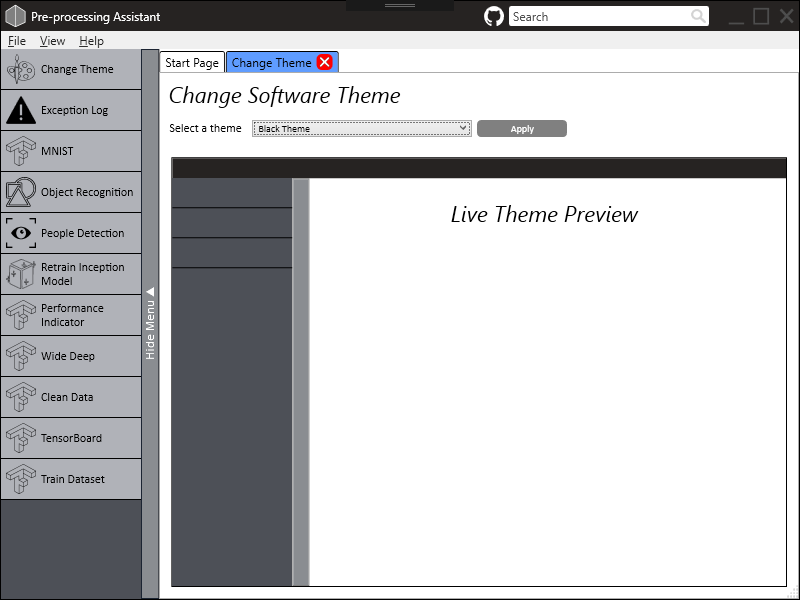 Pre-processing Assistant
Search
File View Help
Change Theme
Exception Log
MNIST
Object Recognition
People Detection
Retrain Inception
Model
Performance
Indicator
Wide Deep
Clean Data
TensorBoard
Train Dataset
Hide Menu
Start Page
Change Theme
Change Software Theme
Select a theme
Black Theme
Apply
Live Theme Preview